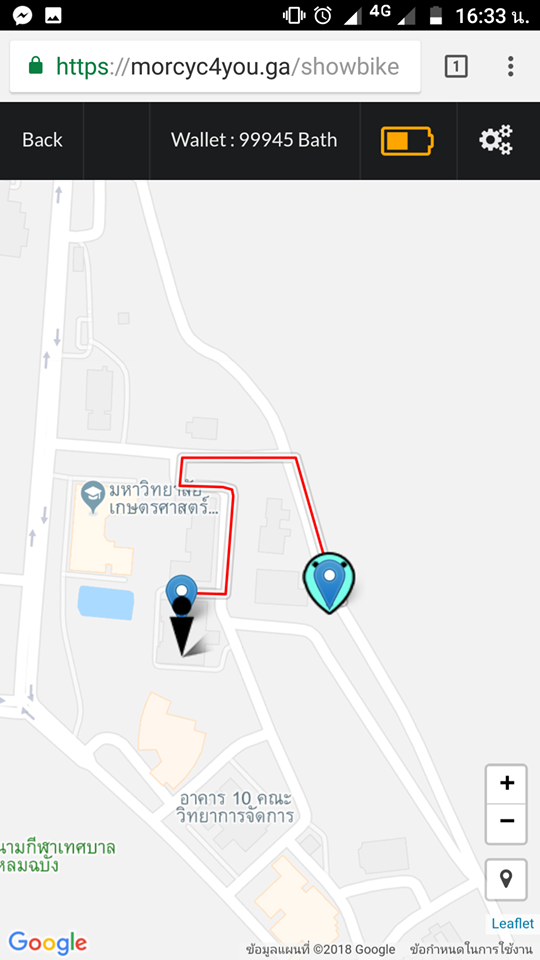 4G
16:33 น.
https://morcyc4you.ga/showbike
1
Back
Wallet : 99945 Bath
มหาวิทยาลัย
เกษตรศาสตร์...
อาคาร 10 คณะ
วิทยาการจัดการ
นามกีฬาเทศบาล
หลมฉบัง
+
−
Leaflet
Google
ข้อมูลแผนที่ ©2018 Google
ข้อกำหนดในการใช้งาน